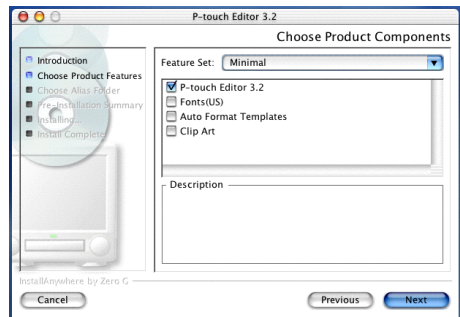 P-touch Editor 3.2
Choose Product Components
Introduction
Choose Product Features
Choose Alias Folder
Pre-Installation Summary
Installing...
Install Complete
Feature Set: Minimal
P-touch Editor 3.2
Fonts(US)
Auto Format Templates
Clip Art
Description
InstallAnywhere by Zero G
Cancel Previous Next